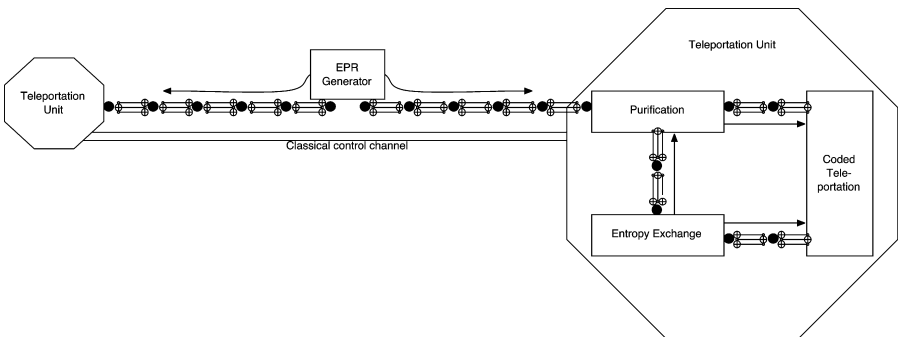 Teleportation Unit
EPR
Generator
Teleportation
Unit
Purification
Classical control channel
Coded
Tele-
portation
Entropy Exchange